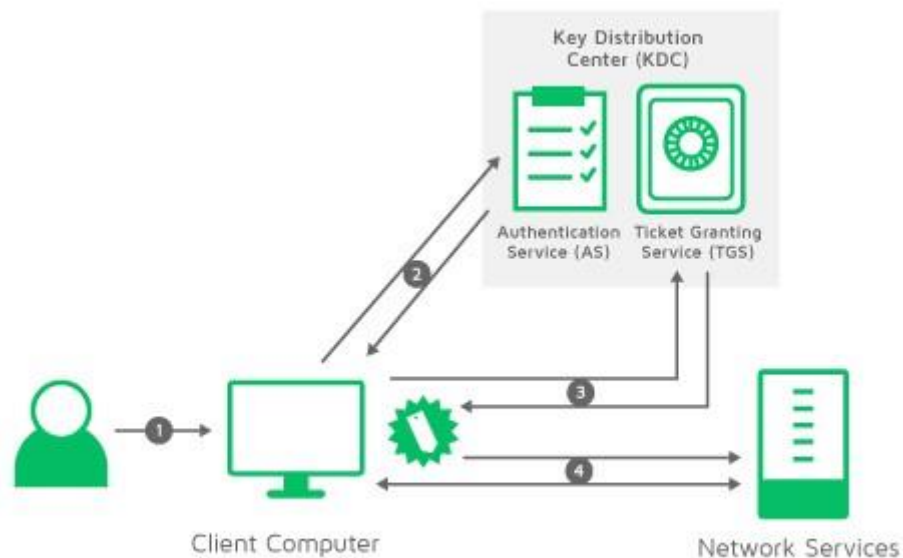 Key Distribution
Center (KDC)
Authentication
Service (AS)
Ticket Granting
Service (TGS)
2
3
1
4
Client Computer
Network Services